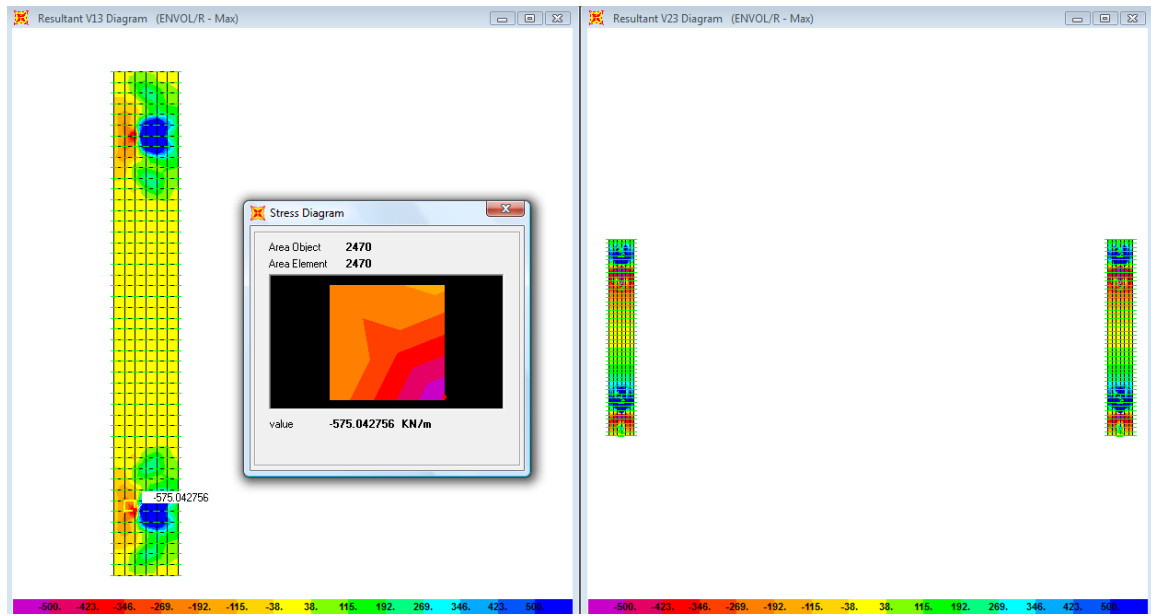 Resultant V13 Diagram (ENVOL/R - Max)
Resultant V23 Diagram (ENVOL/R - Max)
Stress Diagram
Area Object 2470
Area Element 2470
value -575.042756 KN/m
-575.042756
-500. -423. -346. -269. -192. -115. -38. 38. 115. 192. 269. 346. 423. 500.
-500. -423. -346. -269. -192. -115. -38. 38. 115. 192. 269. 346. 423. 500.